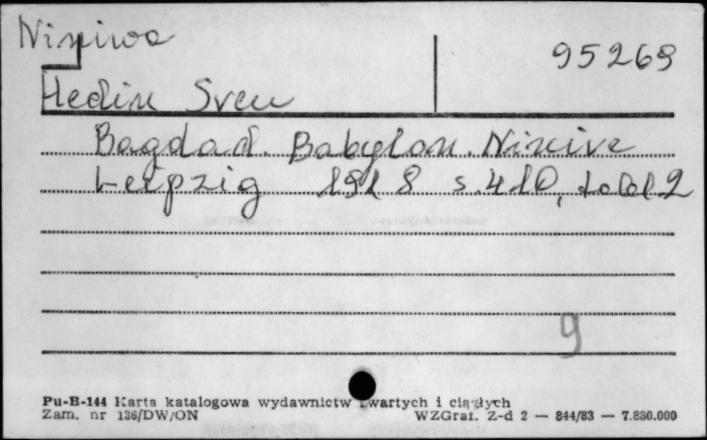 Niniwa
95269
Hedin Sven
Bagdad. Babylon. Ninive
Leipzig 1918 s. 410, tabl 2
9
Pu-B-144 Karta katalogowa wydawnictw zwartych i ciągłych
Zam. nr 136/DW/ON WZGraf. Z-d 2 — 844/83 — 7.880.000